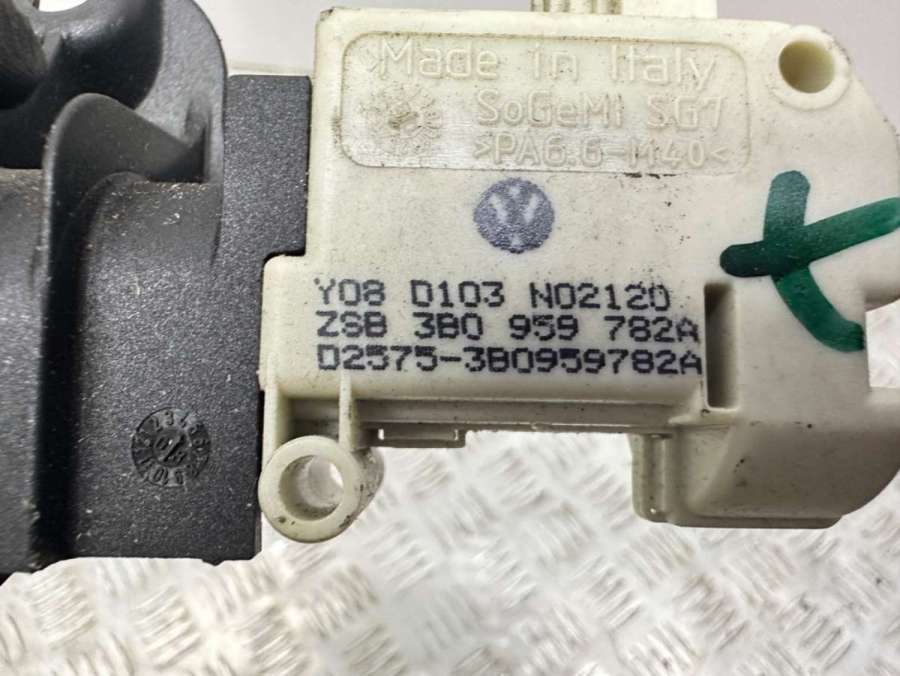 Made in Italy
SoGeMi SG7
>PA6.6-M40<
Y08 D103 N02120
ZSB 3B0 959 782A
D2575-3B0959782A